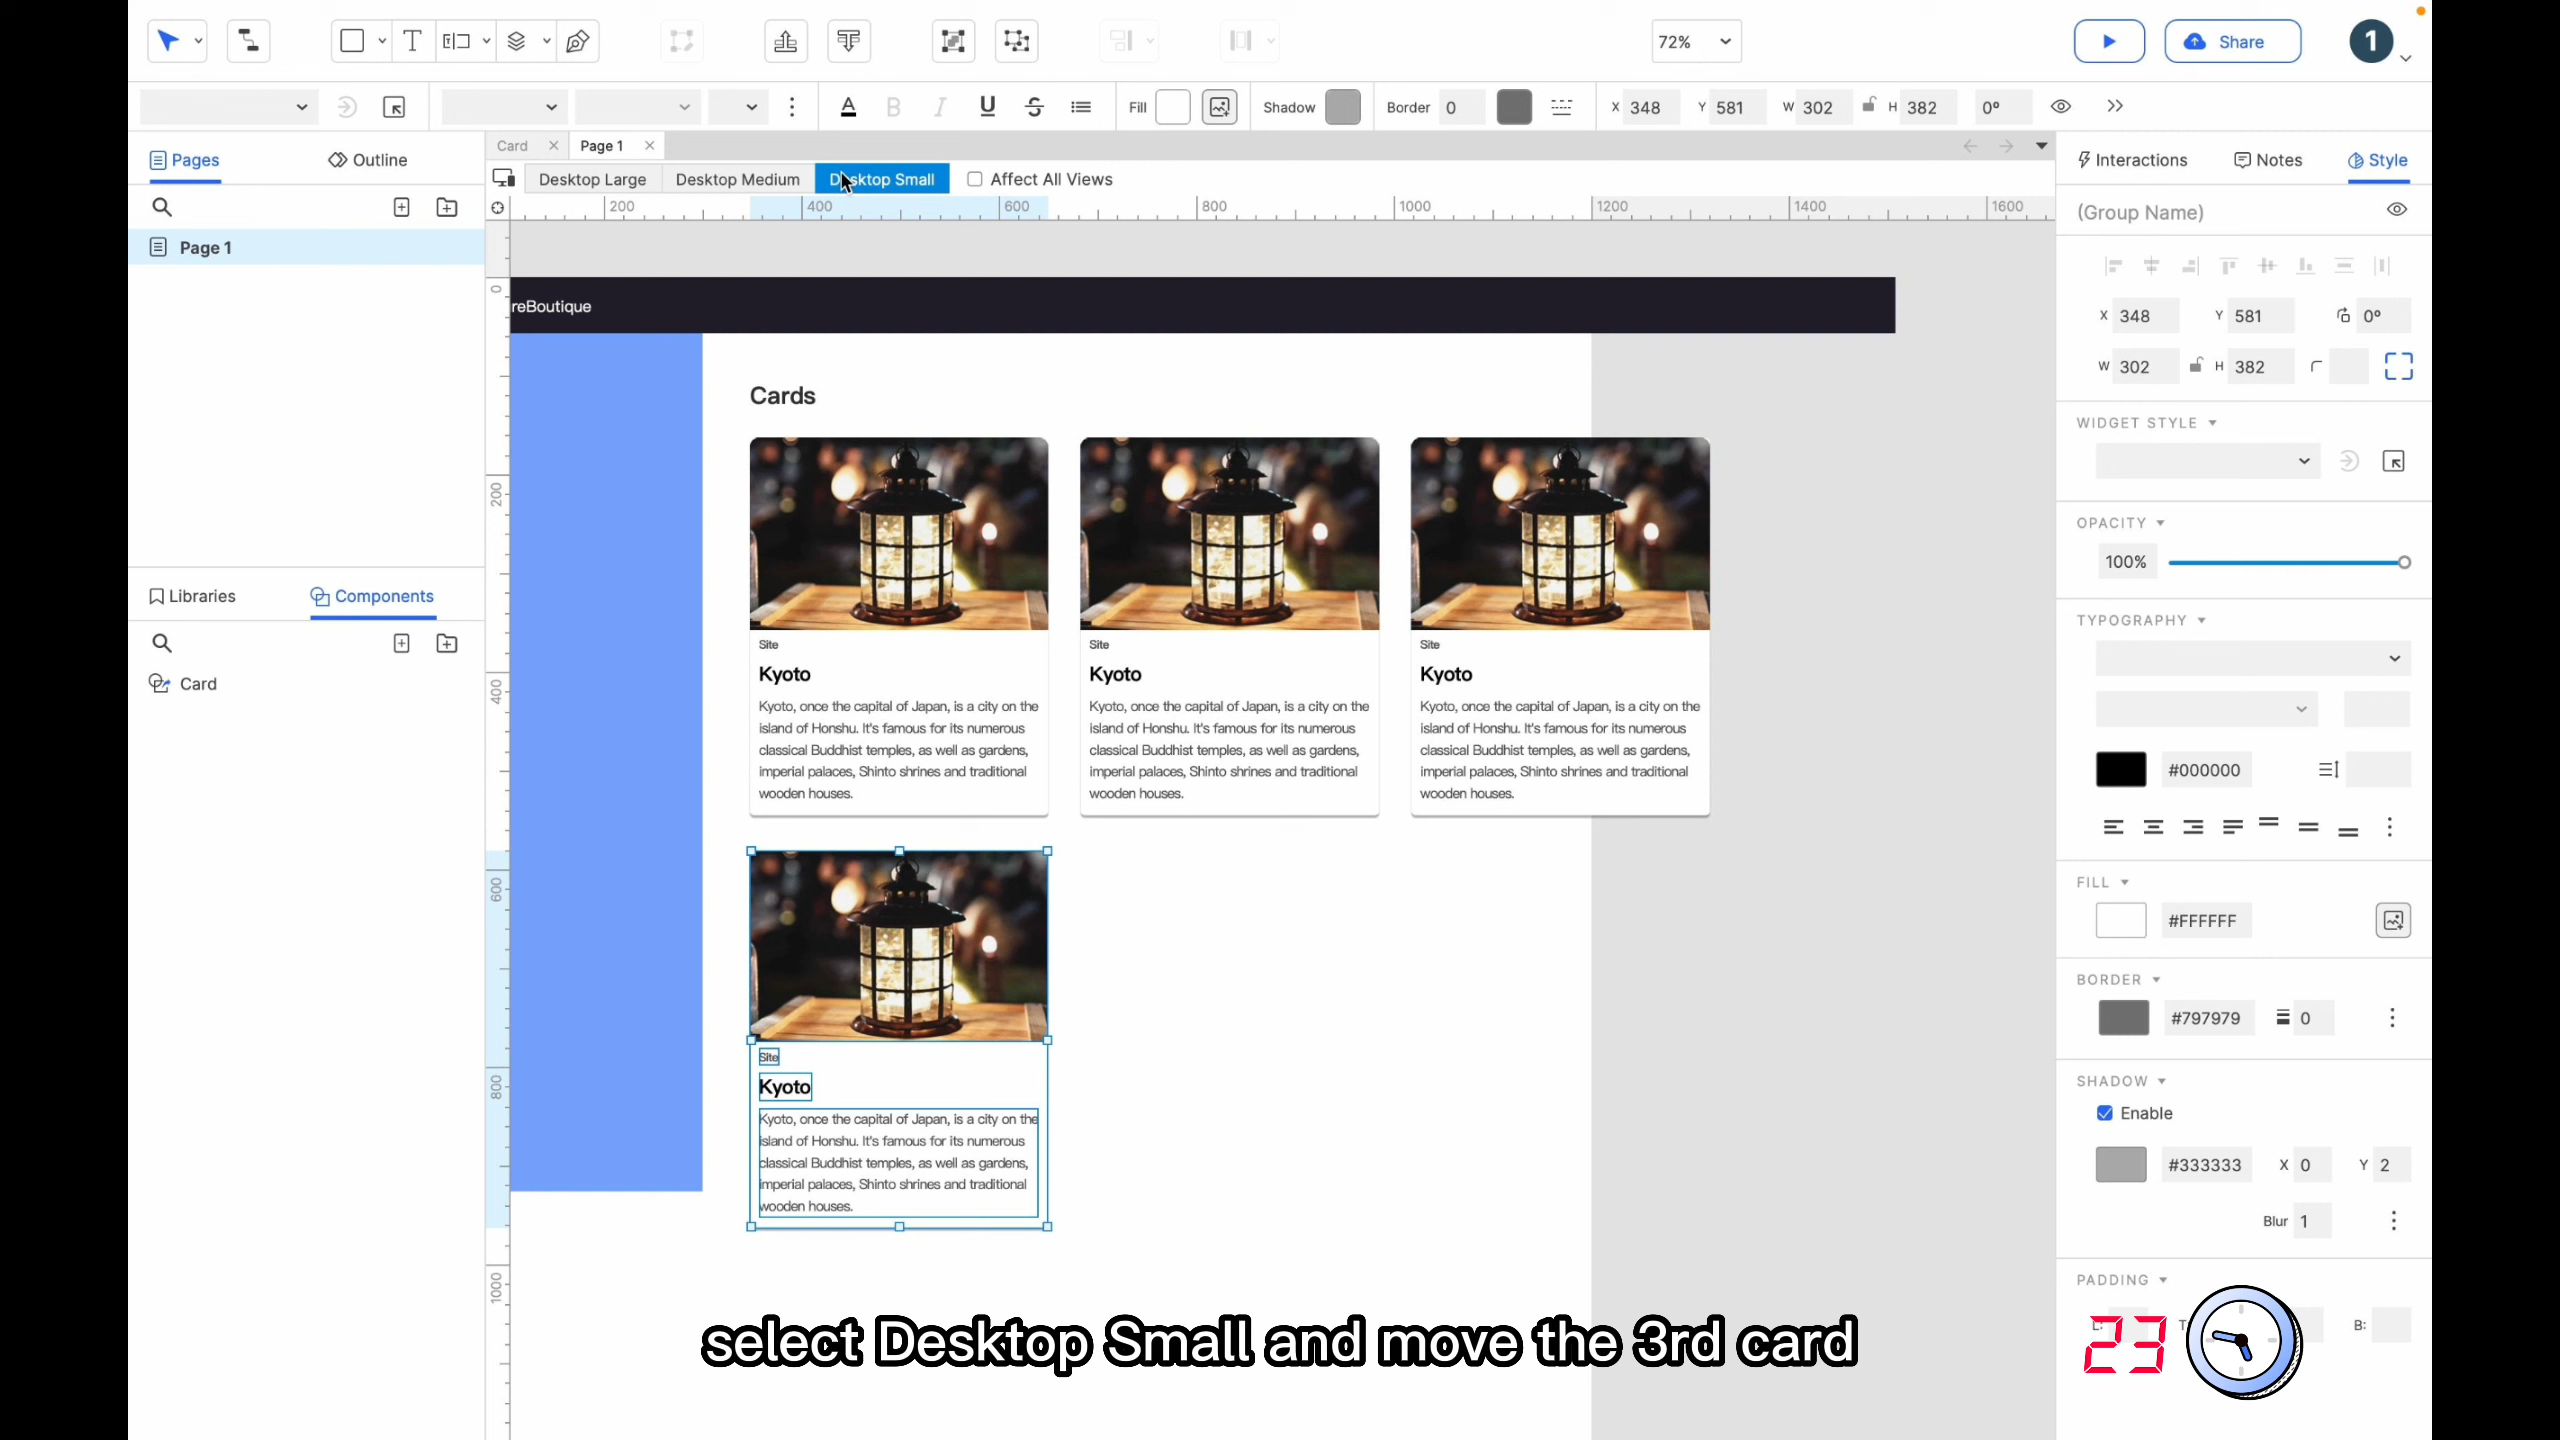 72%
Share
1
Fill
Shadow
Border 0
X 348 Y 581 W 302 H 382 0°
Pages
Outline
Card
Page 1
Interactions
Notes
Style
Desktop Large
Desktop Medium
Desktop Small
Affect All Views
200 400 600 800 1000 1200 1400 1600
(Group Name)
Page 1
0
reBoutique
X 348 Y 581 0°
W 302 H 382
Cards
WIDGET STYLE
200
OPACITY
100%
Libraries
Components
TYPOGRAPHY
Site
Site
Site
Kyoto
Kyoto
Kyoto
Card
400
Kyoto, once the capital of Japan, is a city on the
island of Honshu. It's famous for its numerous
classical Buddhist temples, as well as gardens,
imperial palaces, Shinto shrines and traditional
wooden houses.
Kyoto, once the capital of Japan, is a city on the
island of Honshu. It's famous for its numerous
classical Buddhist temples, as well as gardens,
imperial palaces, Shinto shrines and traditional
wooden houses.
Kyoto, once the capital of Japan, is a city on the
island of Honshu. It's famous for its numerous
classical Buddhist temples, as well as gardens,
imperial palaces, Shinto shrines and traditional
wooden houses.
#000000
FILL
#FFFFFF
600
BORDER
#797979 0
Site
Kyoto
800
SHADOW
Enable
Kyoto, once the capital of Japan, is a city on the
island of Honshu. It's famous for its numerous
classical Buddhist temples, as well as gardens,
imperial palaces, Shinto shrines and traditional
wooden houses.
#333333 X 0 Y 2
Blur 1
1000
PADDING
L: T B:
23
select Desktop Small and move the 3rd card